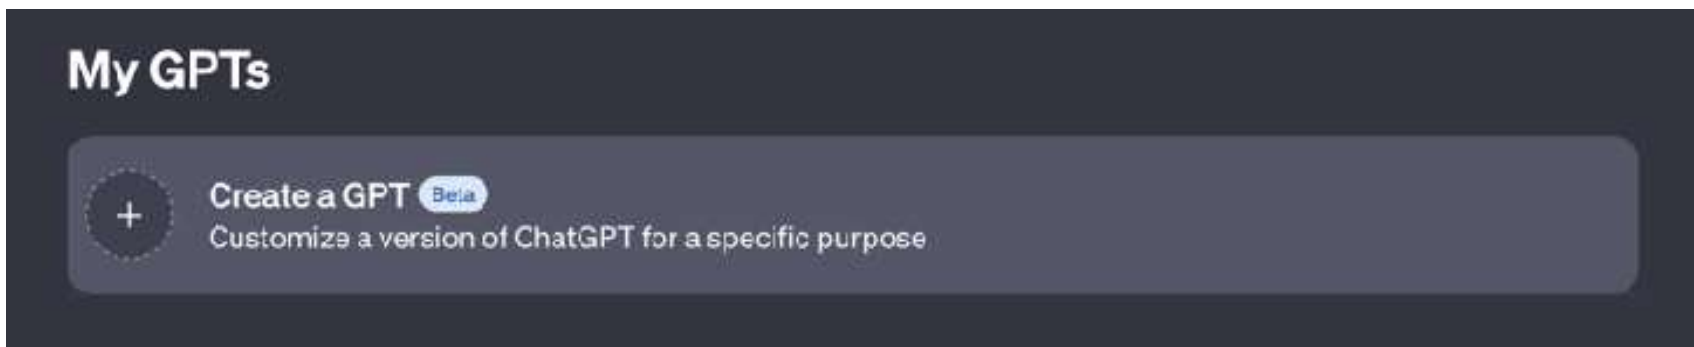 My GPTs
Create a GPT Beta
Customize a version of ChatGPT for a specific purpose